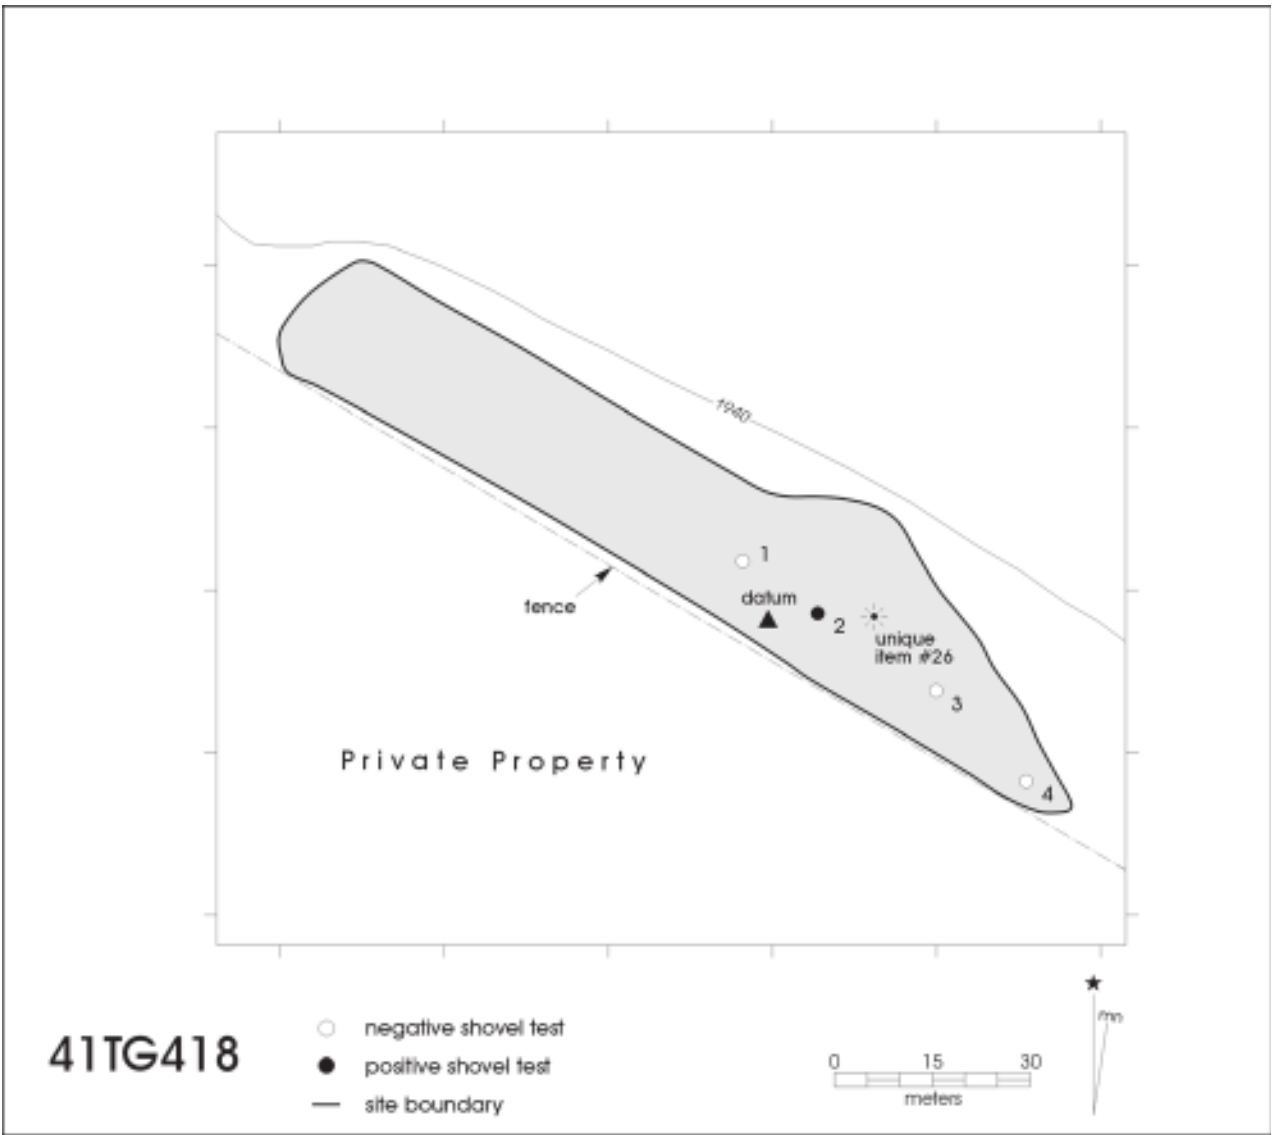 1940
1
datum
2
fence
unique
item #26
3
Private Property
4
mn
41TG418
negative shovel test
positive shovel test
site boundary
0 15 30
meters